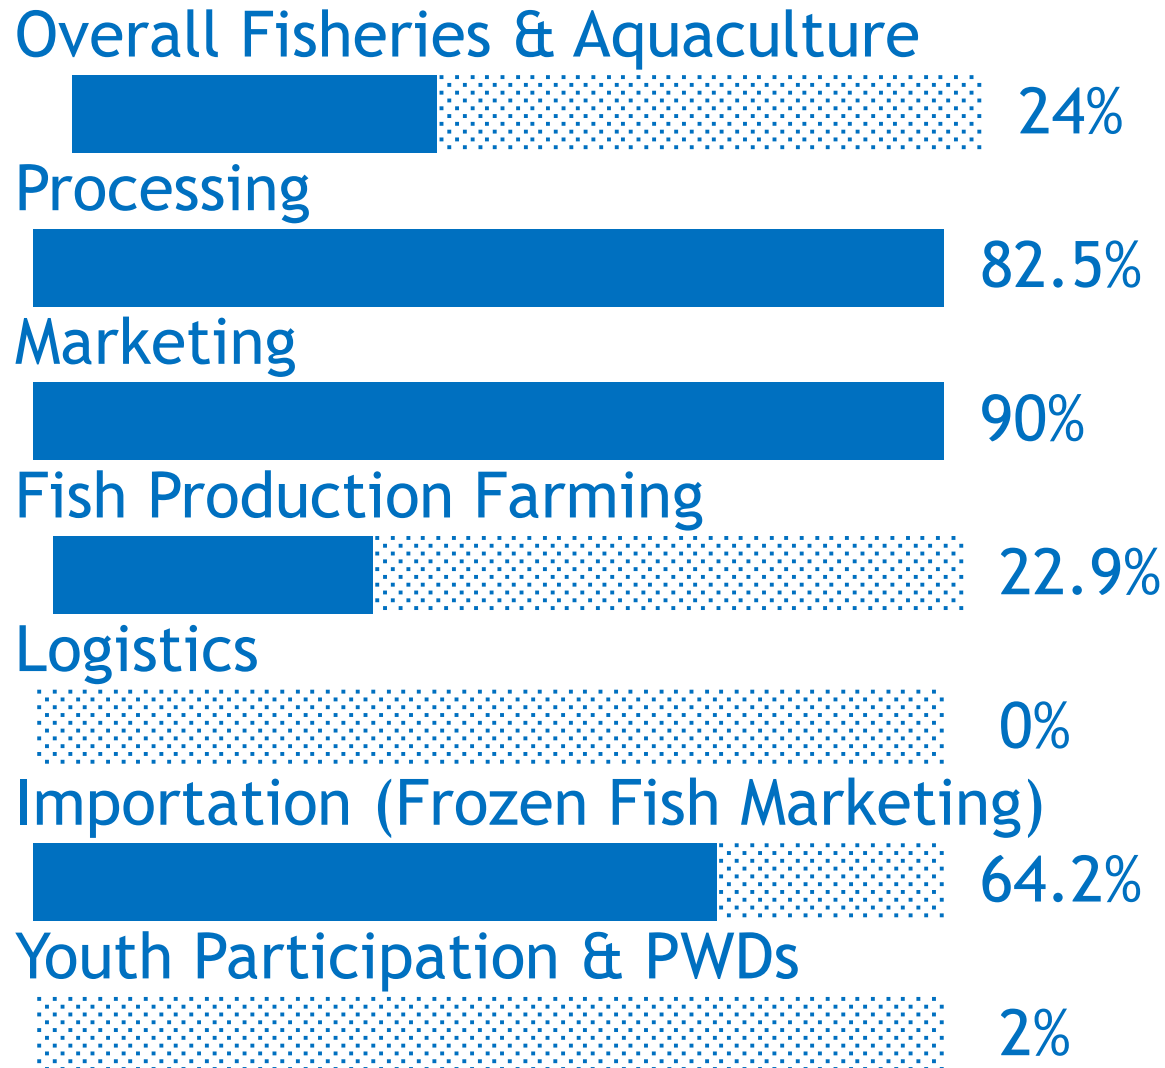 Overall Fisheries & Aquaculture
24%
Processing
82.5%
Marketing
90%
Fish Production Farming
22.9%
Logistics
0%
Importation (Frozen Fish Marketing)
64.2%
Youth Participation & PWDs
2%